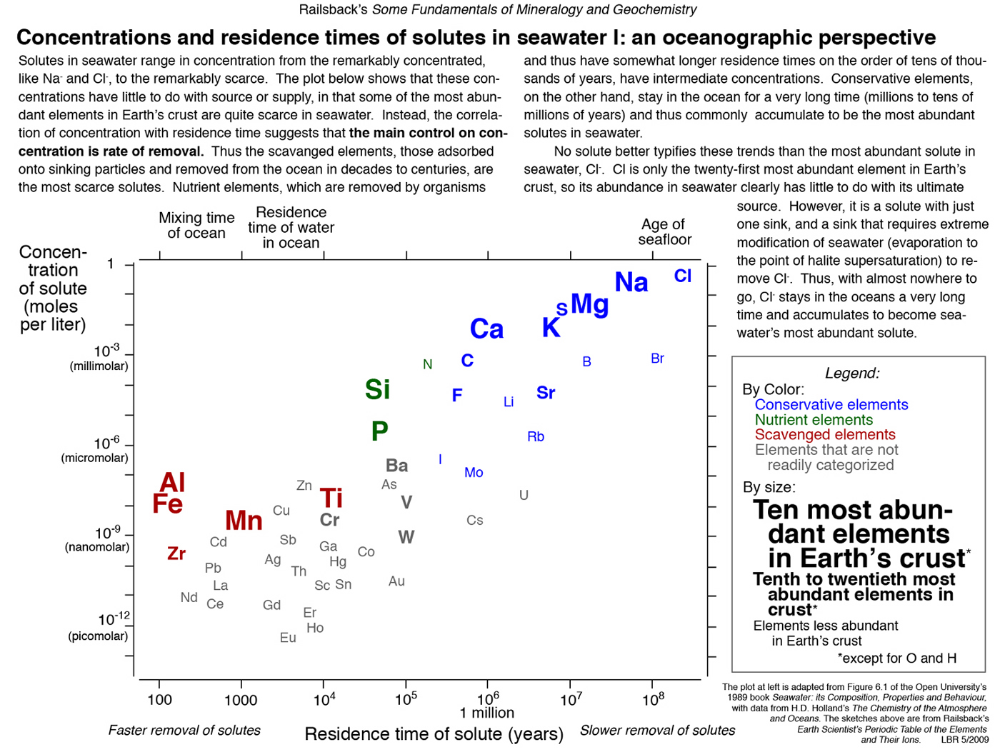 Railsback's Some Fundamentals of Mineralogy and Geochemistry
Concentrations and residence times of solutes in seawater I: an oceanographic perspective
Solutes in seawater range in concentration from the remarkably concentrated,
like Na- and Cl-, to the remarkably scarce.  The plot below shows that these con-
centrations have little to do with source or supply, in that some of the most abun-
dant elements in Earth's crust are quite scarce in seawater.  Instead, the correla-
tion of concentration with residence time suggests that the main control on con-
centration is rate of removal.  Thus the scavanged elements, those adsorbed
onto sinking particles and removed from the ocean in decades to centuries, are
the most scarce solutes.  Nutrient elements, which are removed by organisms
and thus have somewhat longer residence times on the order of tens of thou-
sands of years, have intermediate concentrations.  Conservative elements,
on the other hand, stay in the ocean for a very long time (millions to tens of
millions of years) and thus commonly  accumulate to be the most abundant
solutes in seawater.
No solute better typifies these trends than the most abundant solute in
seawater, Cl-.  Cl is only the twenty-first most abundant element in Earth's
crust, so its abundance in seawater clearly has little to do with its ultimate
source.  However, it is a solute with just
one sink, and a sink that requires extreme
modification of seawater (evaporation to
the point of halite supersaturation) to re-
move Cl-.  Thus, with almost nowhere to
go, Cl- stays in the oceans a very long
time and accumulates to become sea-
water's most abundant solute.
Mixing time
of ocean
Residence
time of water
in ocean
Age of
seafloor
Concen-
tration
of solute
(moles
per liter)
1
10-3
(millimolar)
10-6
(micromolar)
10-9
(nanomolar)
10-12
(picomolar)
Cl
Na
Mg
S
K
Ca
C
N
B
Br
Si
F
Sr
Li
P
Rb
I
Ba
Mo
Al
Zn
As
U
Fe
Ti
V
Cu
Mn
Cr
Cs
W
Cd
Sb
Zr
Ga
Co
Ag
Hg
Pb
Th
La
Sc
Sn
Au
Nd
Ce
Gd
Er
Ho
Eu
100
1000
104
105
106
107
108
1 million
Faster removal of solutes
Residence time of solute (years)
Slower removal of solutes
Legend:
By Color:
Conservative elements
Nutrient elements
Scavenged elements
Elements that are not
readily categorized
By size:
Ten most abun-
dant elements
in Earth's crust*
Tenth to twentieth most
abundant elements in
crust*
Elements less abundant
in Earth's crust
*except for O and H
The plot at left is adapted from Figure 6.1 of the Open University's
1989 book Seawater: its Composition, Properties and Behaviour,
with data from H.D. Holland's The Chemistry of the Atmosphere
and Oceans. The sketches above are from Railsback's
Earth Scientist's Periodic Table of the Elements
and Their Ions.        LBR 5/2009